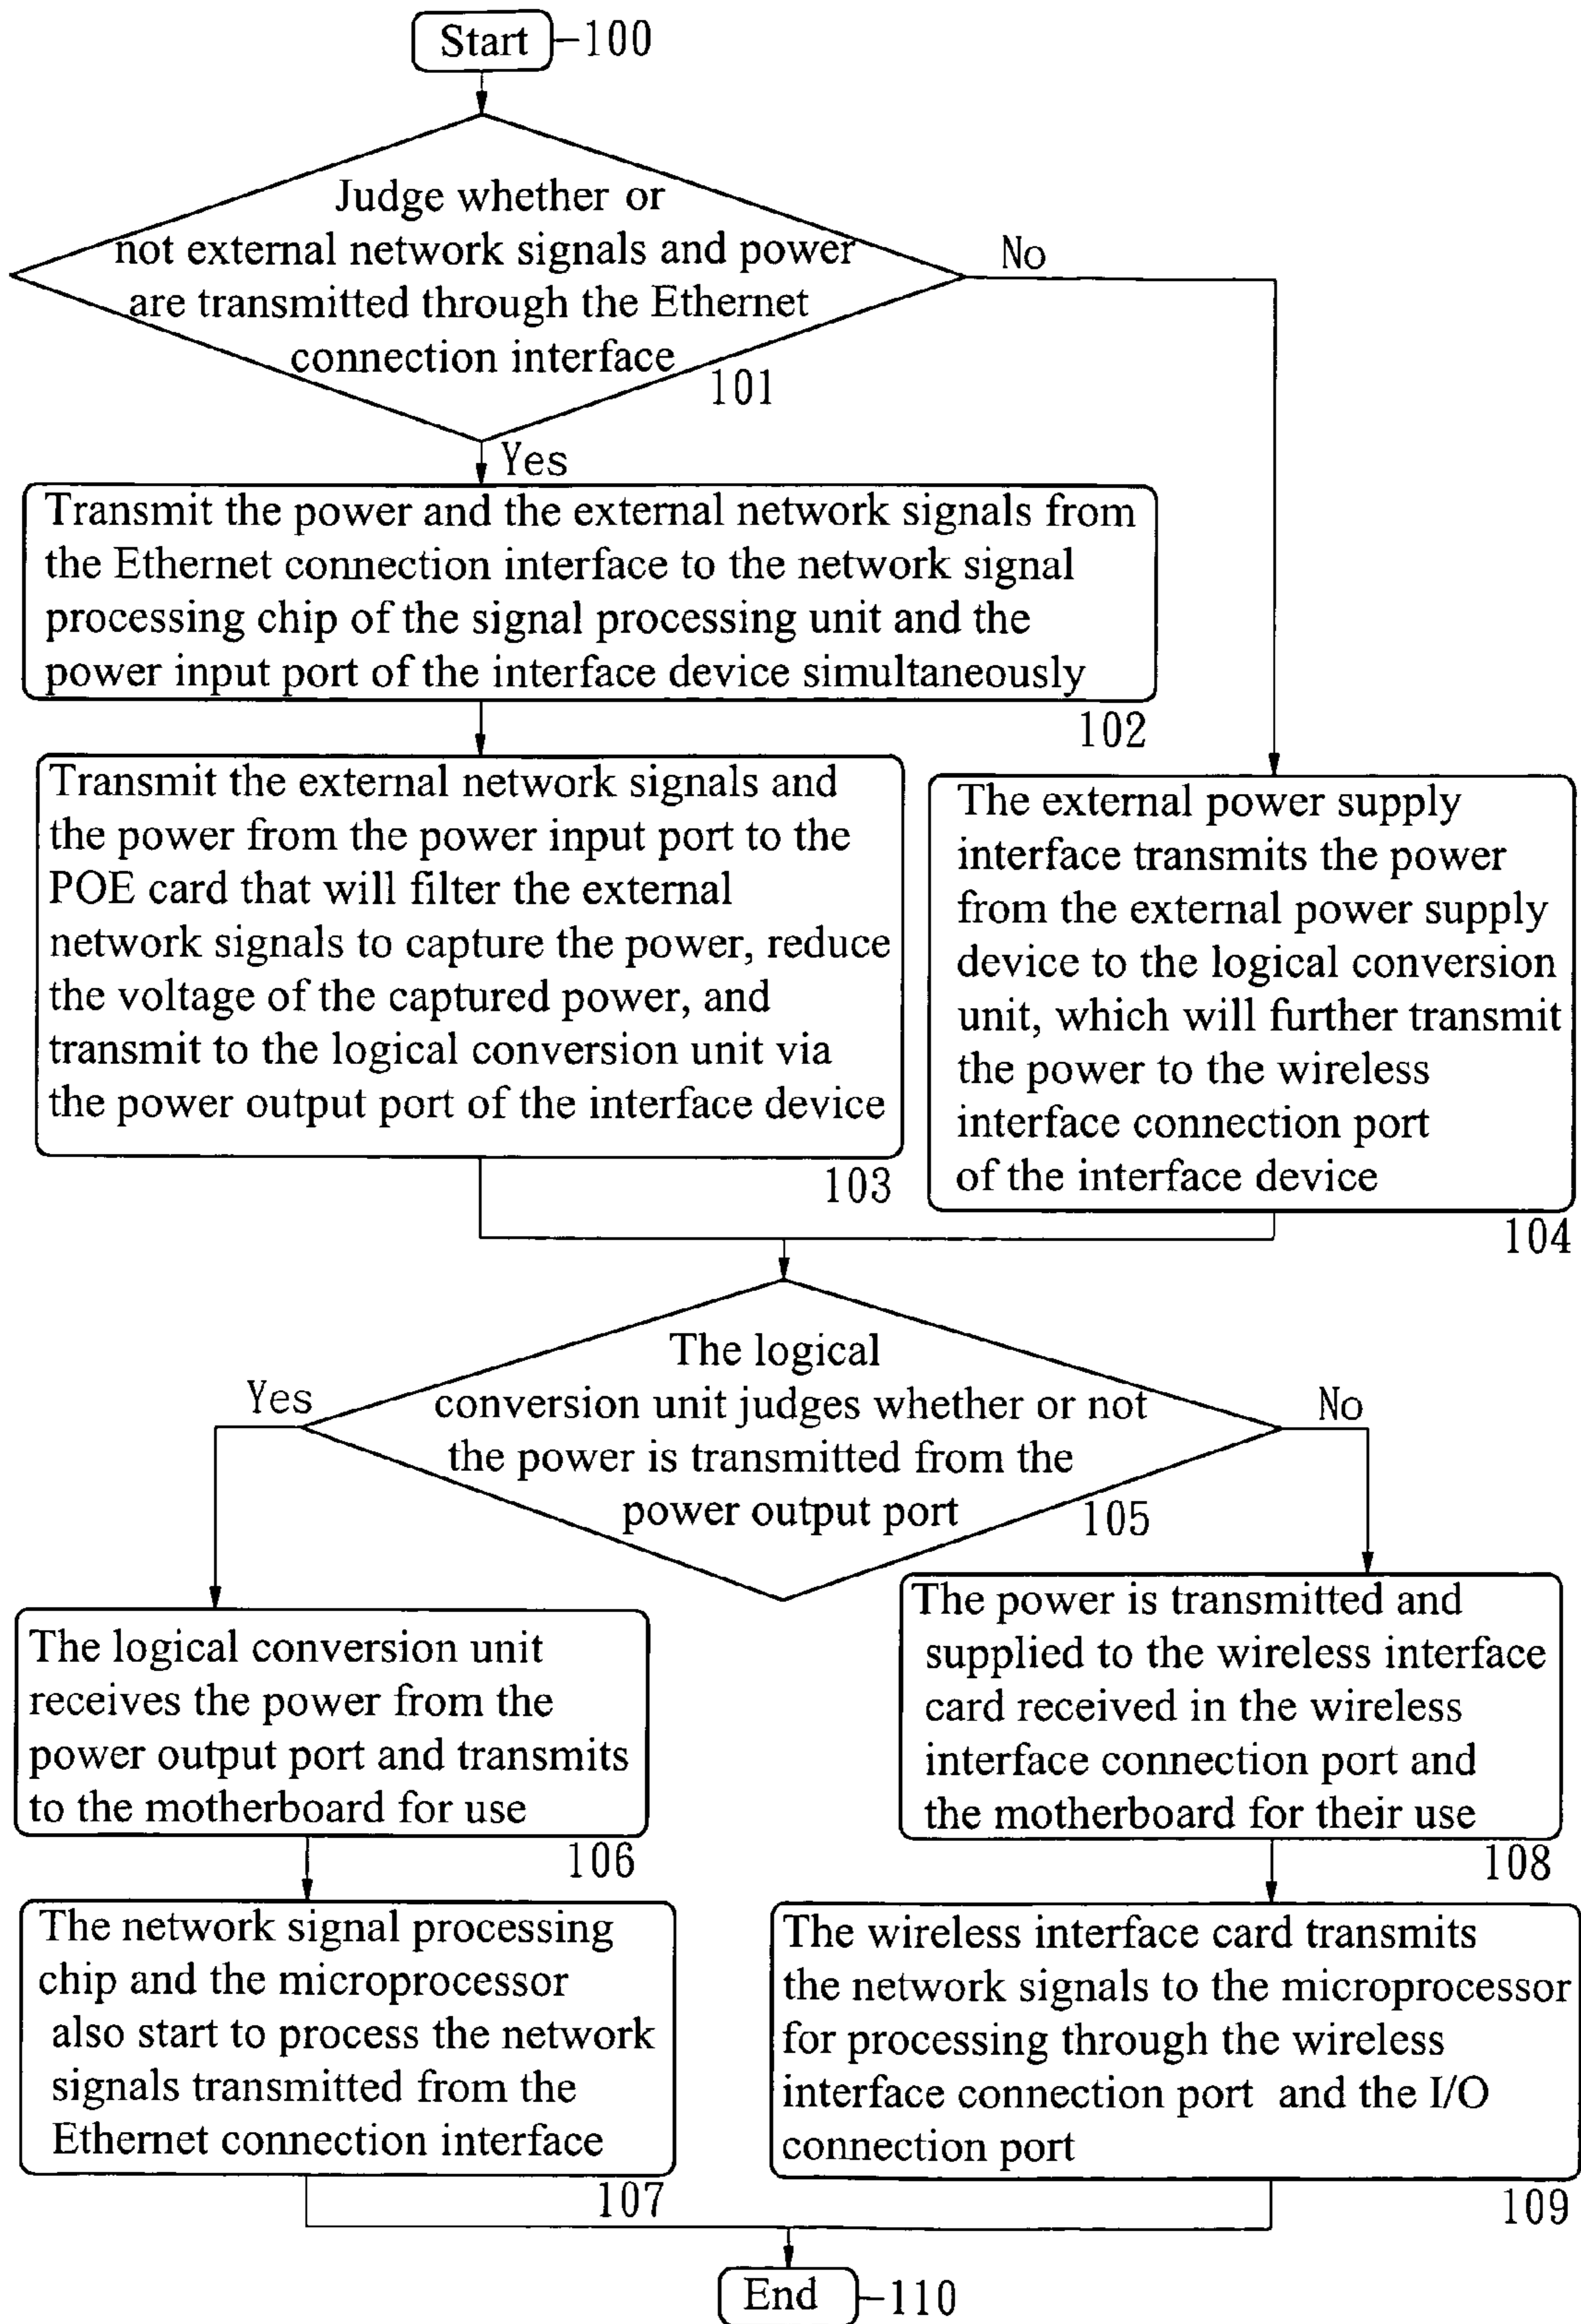 Start
100
Judge whether or
not external network signals and power
are transmitted through the Ethernet
connection interface
101
No
Yes
Transmit the power and the external network signals from
the Ethernet connection interface to the network signal
processing chip of the signal processing unit and the
power input port of the interface device simultaneously
102
Transmit the external network signals and
the power from the power input port to the
POE card that will filter the external
network signals to capture the power, reduce
the voltage of the captured power, and
transmit to the logical conversion unit via
the power output port of the interface device
103
The external power supply
interface transmits the power
from the external power supply
device to the logical conversion
unit, which will further transmit
the power to the wireless
interface connection port
of the interface device
104
The logical
conversion unit judges whether or not
the power is transmitted from the
power output port
105
Yes
No
The logical conversion unit
receives the power from the
power output port and transmits
to the motherboard for use
106
The power is transmitted and
supplied to the wireless interface
card received in the wireless
interface connection port and
the motherboard for their use
108
The network signal processing
chip and the microprocessor
also start to process the network
signals transmitted from the
Ethernet connection interface
107
The wireless interface card transmits
the network signals to the microprocessor
for processing through the wireless
interface connection port and the I/O
connection port
109
End
110